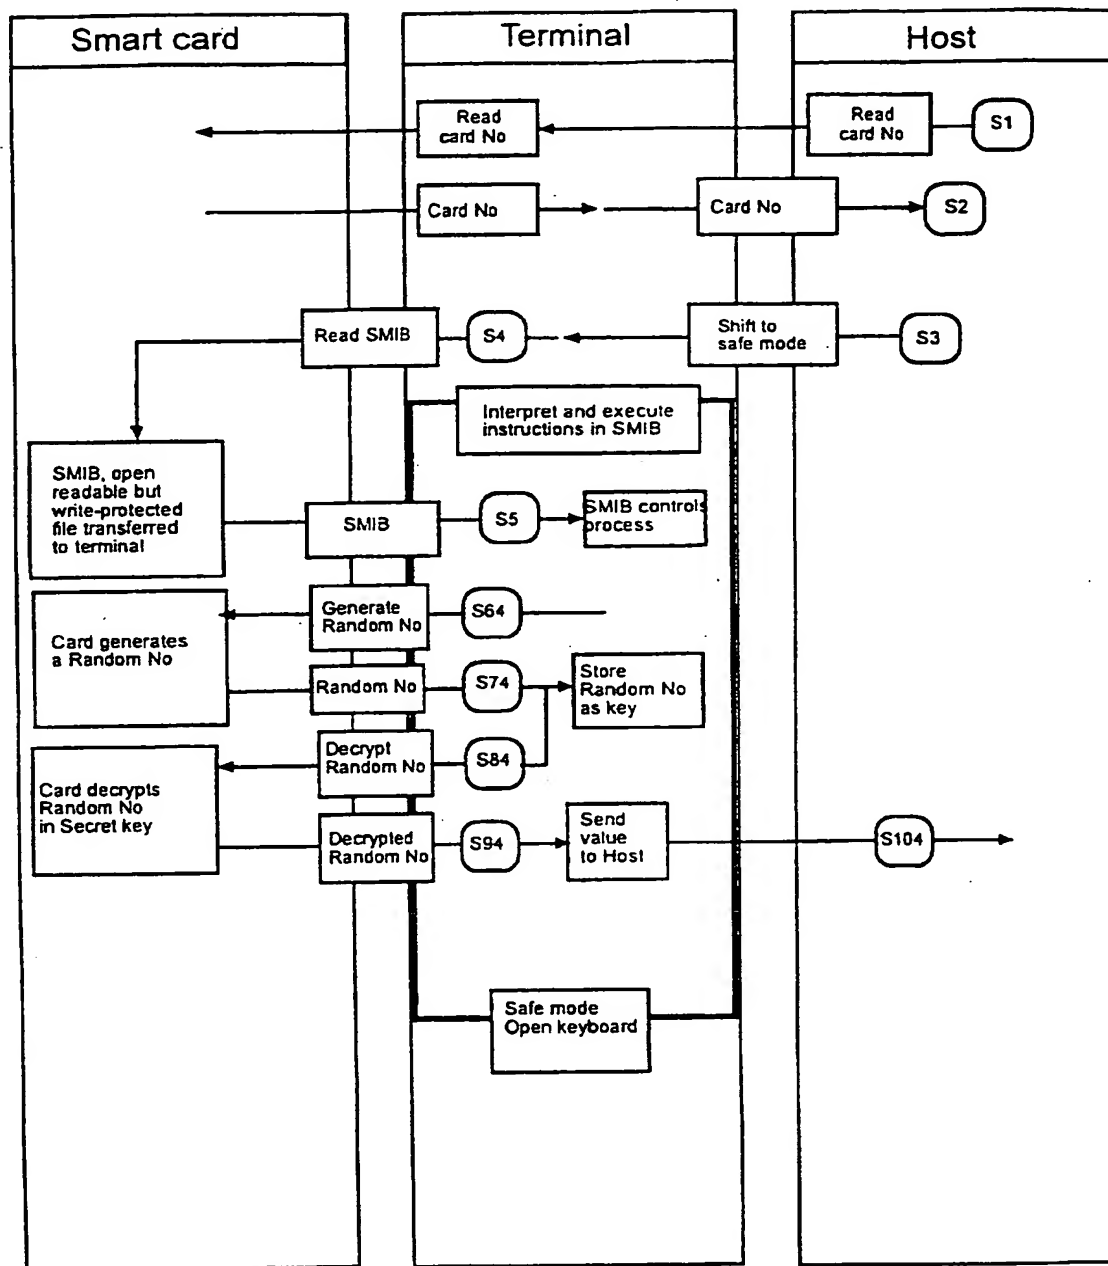 Smart card
Terminal
Host
Read
card No
Read
card No
S1
Card No
Card No
S2
Read SMIB
S4
Shift to
safe mode
S3
Interpret and execute
instructions in SMIB
SMIB, open
readable but
write-protected
file transferred
to terminal
SMIB
S5
SMIB controls
process
Generate
Random No
S64
Card generates
a Random No
Random No
S74
Store
Random No
as key
Decrypt
Random No
S84
Card decrypts
Random No
in Secret key
Decrypted
Random No
S94
Send
value
to Host
S104
Safe mode
Open keyboard